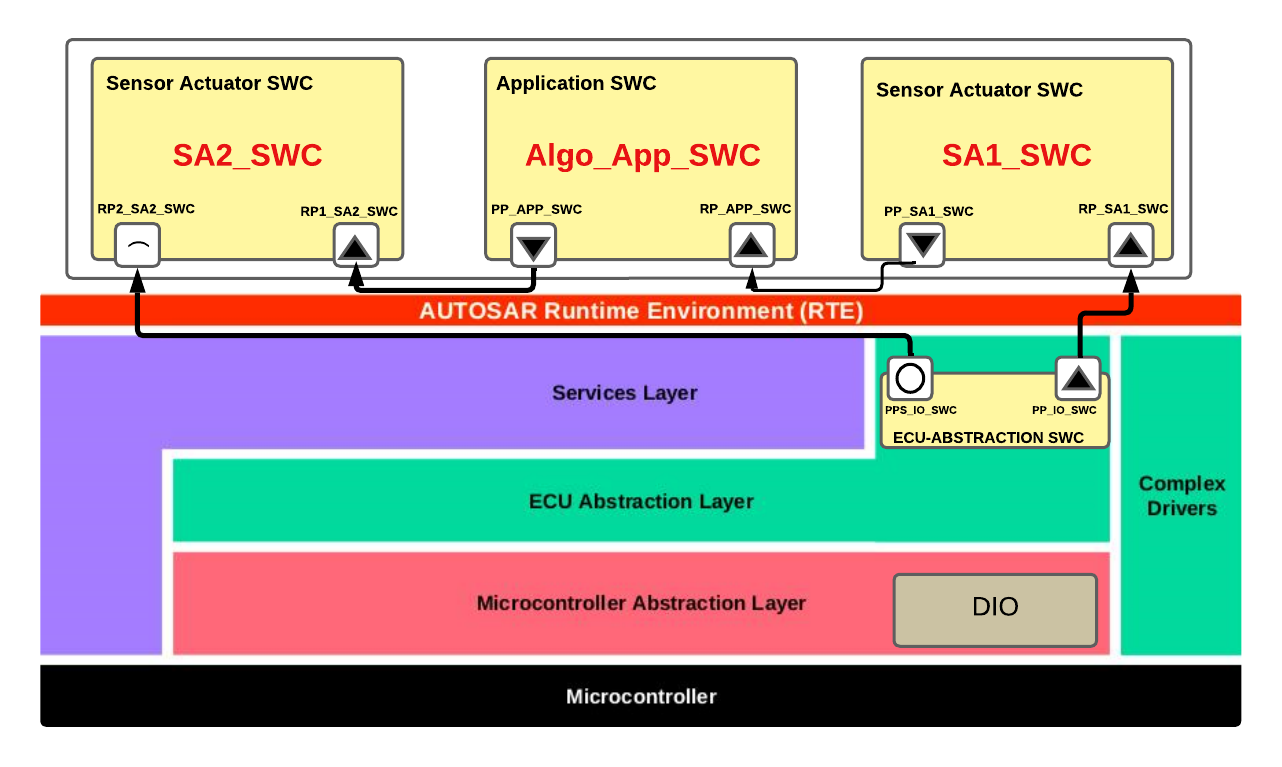 Sensor Actuator SWC
SA2_SWC
RP2_SA2_SWC
RP1_SA2_SWC
Application SWC
Algo_App_SWC
PP_APP_SWC
RP_APP_SWC
Sensor Actuator SWC
SA1_SWC
PP_SA1_SWC
RP_SA1_SWC
AUTOSAR Runtime Environment (RTE)
Services Layer
PPS_IO_SWC
PP_IO_SWC
ECU-ABSTRACTION SWC
ECU Abstraction Layer
Complex
Drivers
Microcontroller Abstraction Layer
DIO
Microcontroller